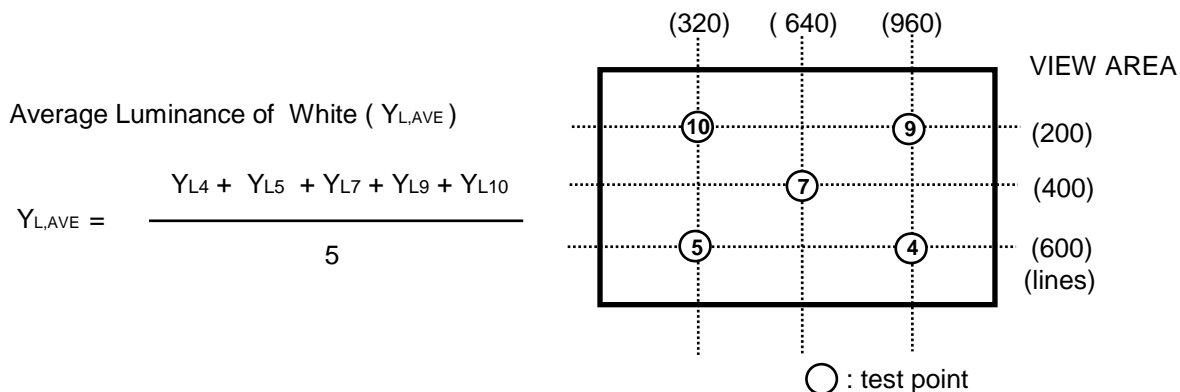 (320) ( 640) (960)
VIEW AREA
Average Luminance of White ( YL,AVE )
10 9 (200)
YL4 + YL5 + YL7 + YL9 + YL10
7 (400)
YL,AVE =
5
5 4 (600)
(lines)
: test point